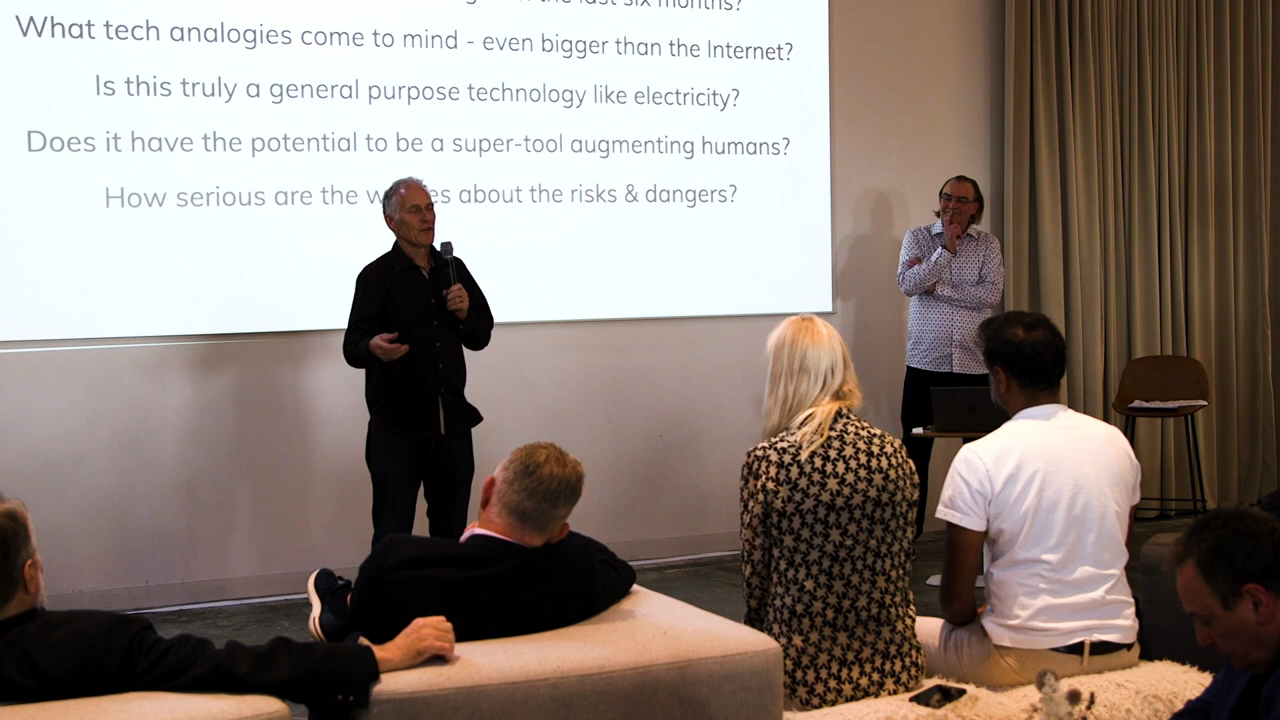 the last six months?
What tech analogies come to mind - even bigger than the Internet?
Is this truly a general purpose technology like electricity?
Does it have the potential to be a super-tool augmenting humans?
How serious are the about the risks & dangers?